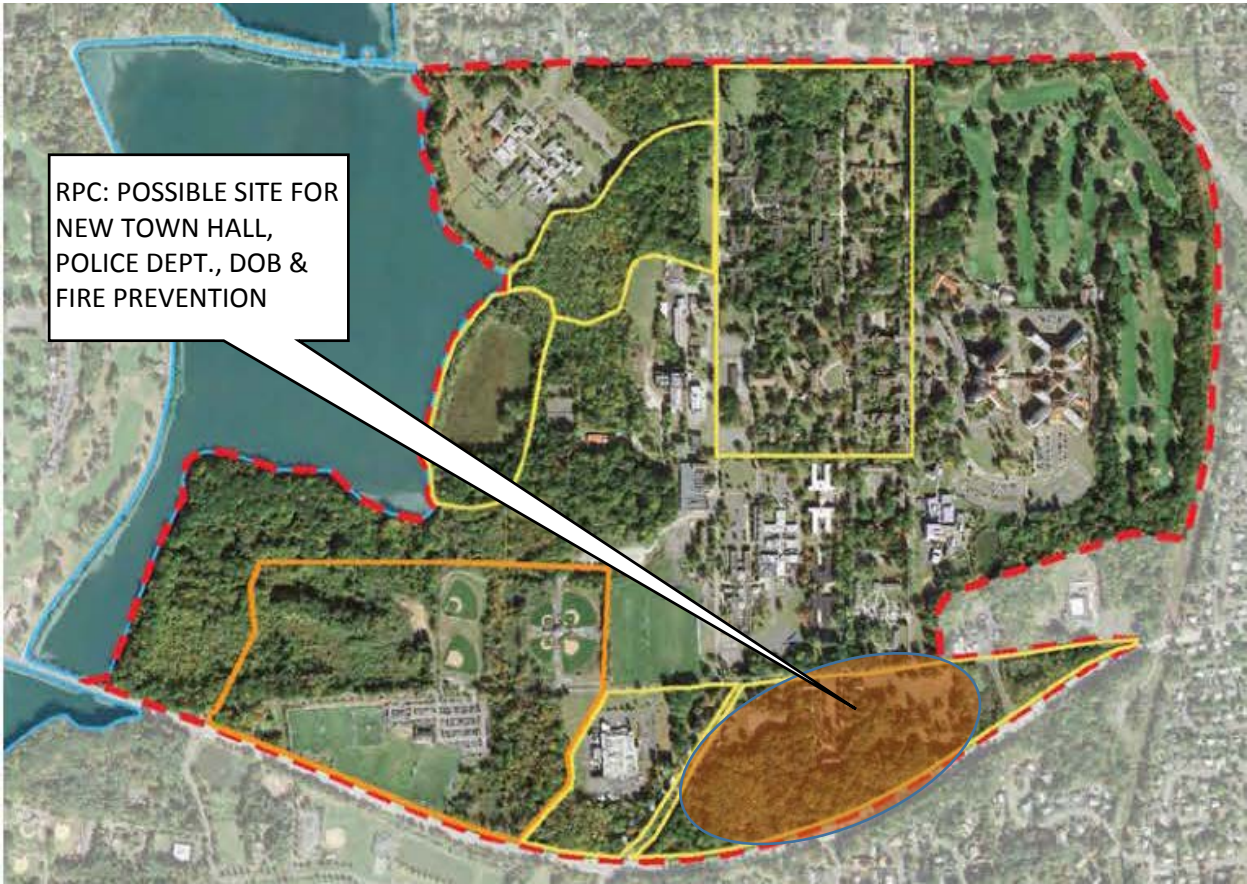 RPC: POSSIBLE SITE FOR
NEW TOWN HALL,
POLICE DEPT., DOB &
FIRE PREVENTION